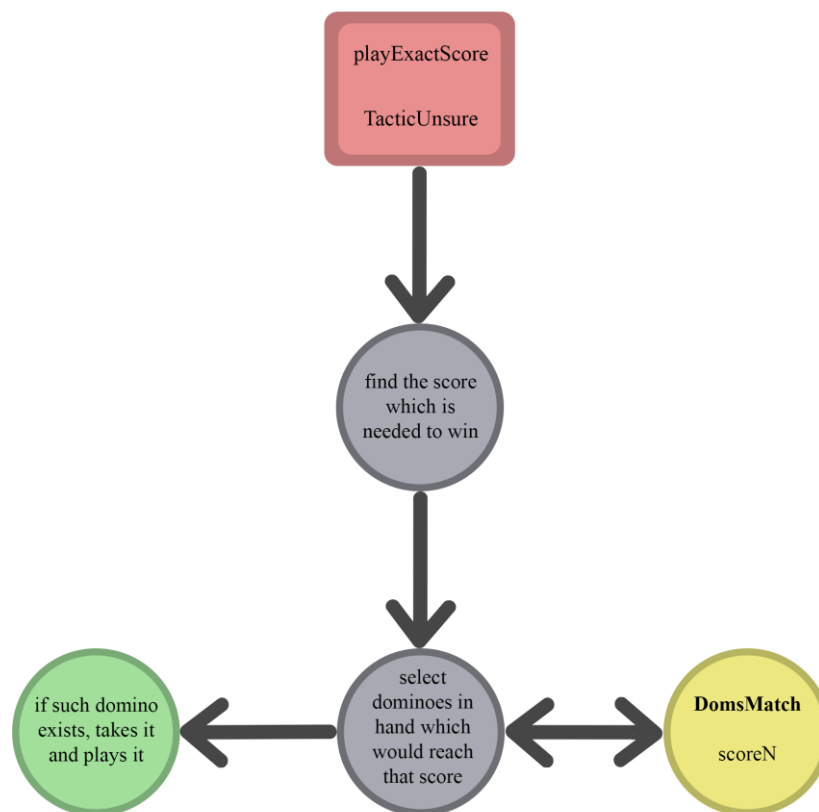 playExactScore
TacticUnsure
find the score
which is
needed to win
if such domino
exists, takes it
and plays it
select
dominoes in
hand which
would reach
that score
DomsMatch
scoreN